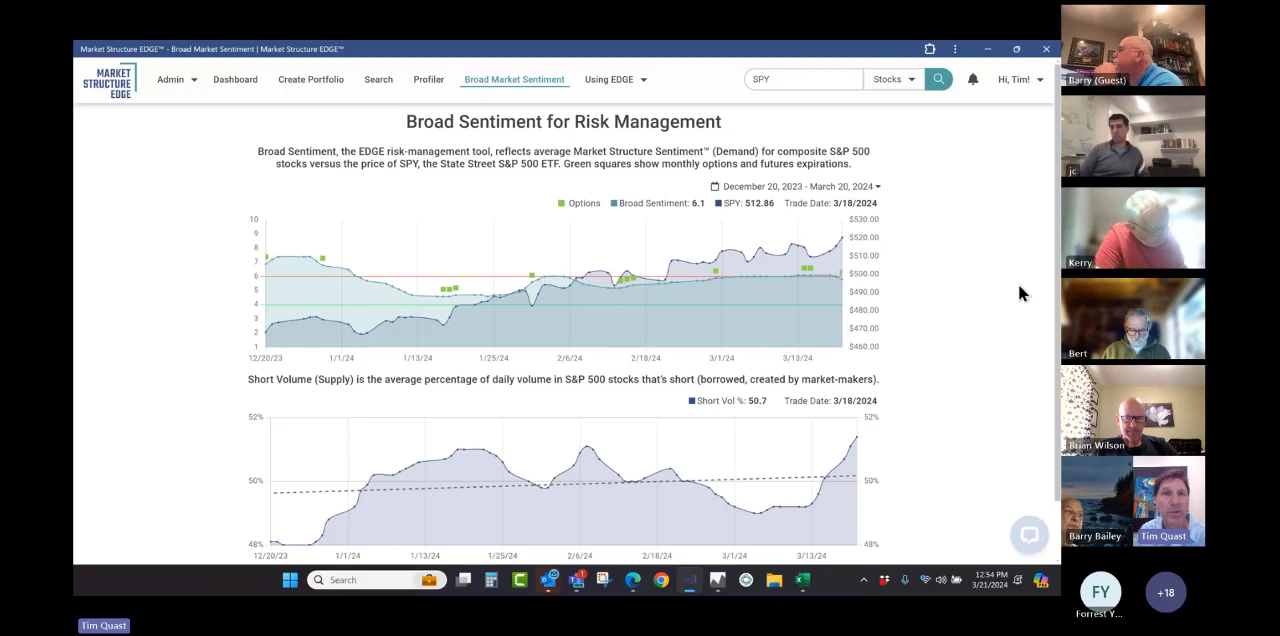 Market Structure EDGE™ - Broad Market Sentiment | Market Structure EDGE™
MARKET STRUCTURE EDGE
Admin Dashboard Create Portfolio Search Profiler Broad Market Sentiment Using EDGE SPY Stocks Hi, Tim!
Broad Sentiment for Risk Management
Broad Sentiment, the EDGE risk-management tool, reflects average Market Structure Sentiment™ (Demand) for composite S&P 500
stocks versus the price of SPY, the State Street S&P 500 ETF. Green squares show monthly options and futures expirations.
December 20, 2023 - March 20, 2024
Options Broad Sentiment: 6.1 SPY: 512.86 Trade Date: 3/18/2024
10 $530.00
9
8 $520.00
7 $510.00
6 $500.00
5 $490.00
4 $480.00
3
2 $470.00
1 $460.00
12/20/23 1/1/24 1/13/24 1/25/24 2/6/24 2/18/24 3/1/24 3/13/24
Short Volume (Supply) is the average percentage of daily volume in S&P 500 stocks that's short (borrowed, created by market-makers).
Short Vol %: 50.7 Trade Date: 3/18/2024
52% 52%
50% 50%
48% 48%
12/20/23 1/1/24 1/13/24 1/25/24 2/6/24 2/18/24 3/1/24 3/13/24
Search
12:54 PM
3/21/2024
Tim Quast
Barry (Guest)
jc
Kerry
Bert
Brian Wilson
Barry Bailey Tim Quast
FY +18
Forrest Y...